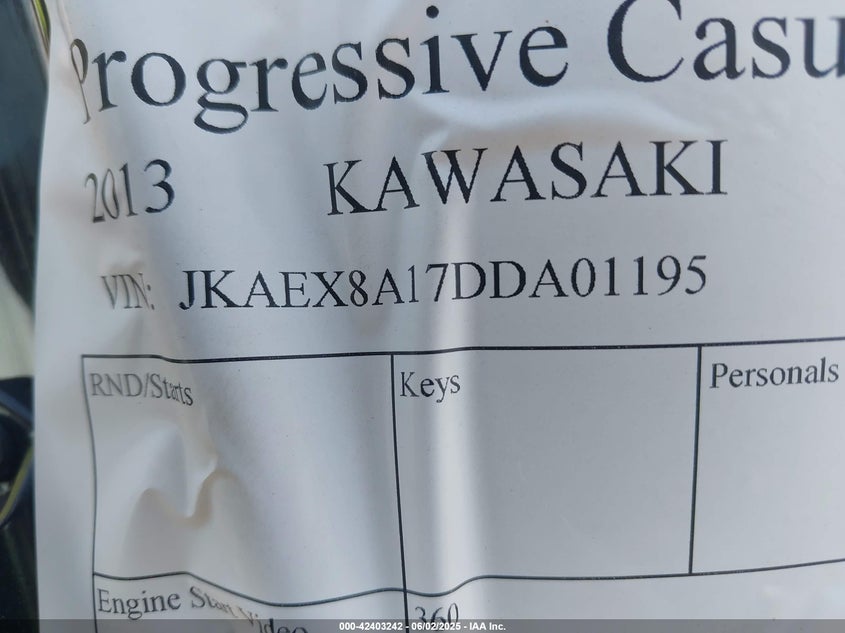 Progressive Casu
2013 KAWASAKI
VIN: JKAEX8A17DDA01195
RND/Starts Keys Personals
Engine Start Video 360
000-42403242 - 06/02/2025 - IAA Inc.